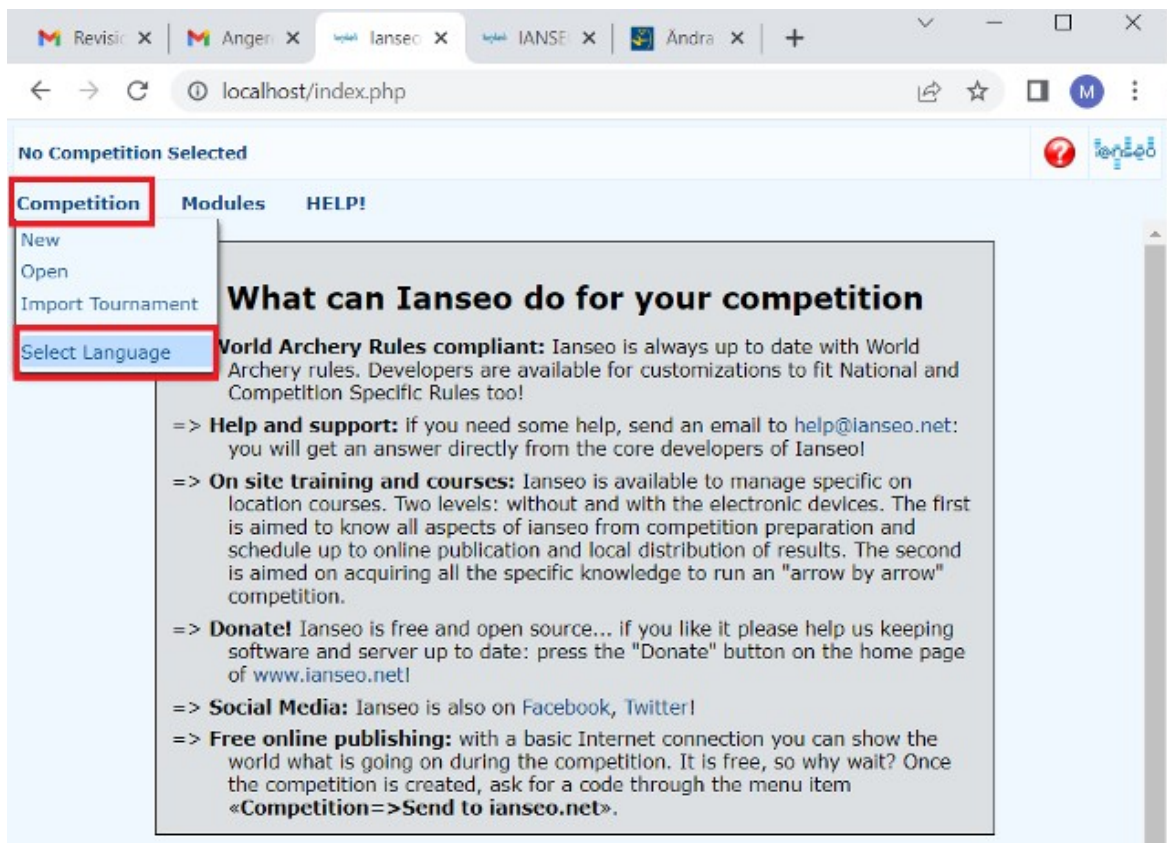 Revisic
Anger
Ianseo
IANSE
Ändra
localhost/index.php
M
No Competition Selected
ianseo
Competition Modules HELP!
New
Open
Import Tournament
Select Language
What can Ianseo do for your competition
World Archery Rules compliant: Ianseo is always up to date with World
Archery rules. Developers are available for customizations to fit National and
Competition Specific Rules too!
=> Help and support: if you need some help, send an email to help@ianseo.net:
you will get an answer directly from the core developers of Ianseo!
=> On site training and courses: Ianseo is available to manage specific on
location courses. Two levels: without and with the electronic devices. The first
is aimed to know all aspects of ianseo from competition preparation and
schedule up to online publication and local distribution of results. The second
is aimed on acquiring all the specific knowledge to run an "arrow by arrow"
competition.
=> Donate! Ianseo is free and open source... if you like it please help us keeping
software and server up to date: press the "Donate" button on the home page
of www.ianseo.net!
=> Social Media: Ianseo is also on Facebook, Twitter!
=> Free online publishing: with a basic Internet connection you can show the
world what is going on during the competition. It is free, so why wait? Once
the competition is created, ask for a code through the menu item
«Competition=>Send to ianseo.net».